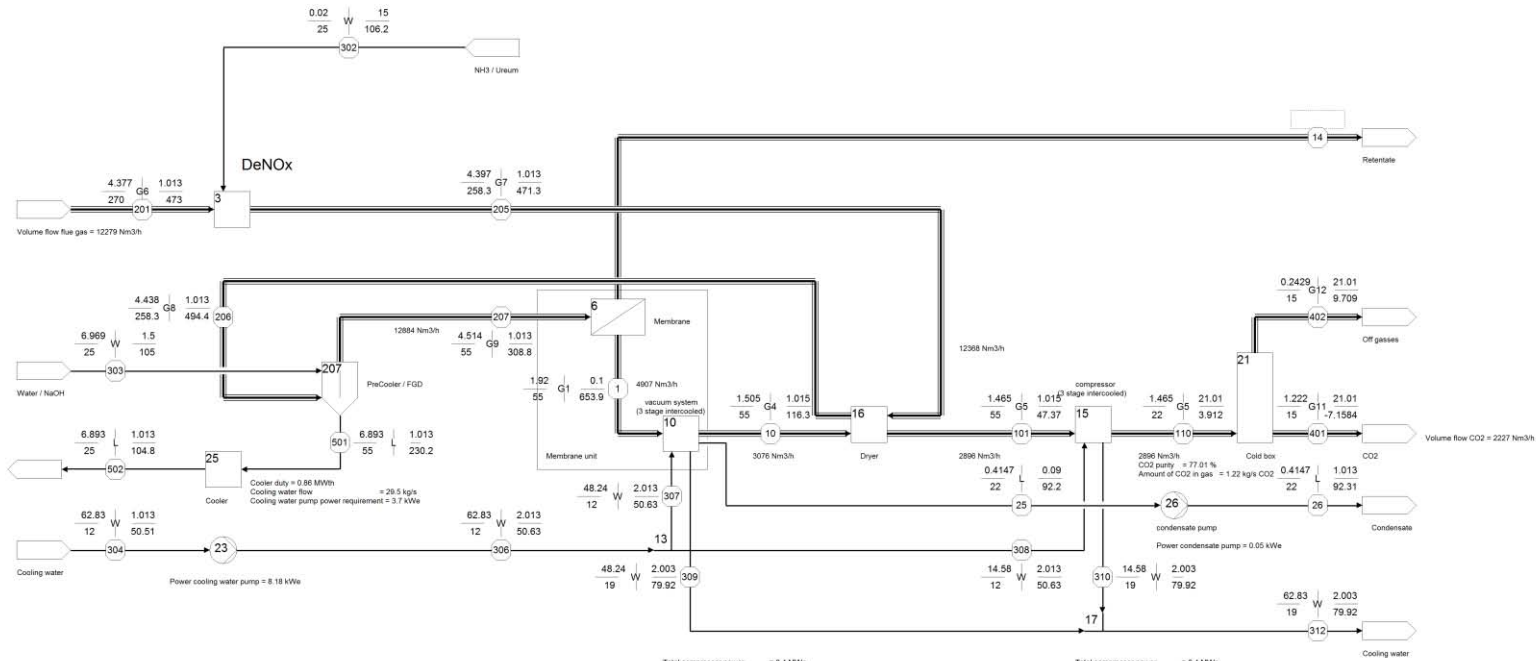 0.02 W 15
25 106.2
302
NH3 / Ureum
14
Retentate
DeNOx
4.377 G6 1.013
270 473
201
3
4.397 G7 1.013
258.3 471.3
205
Volume flow flue gas = 12279 Nm3/h
4.438 G8 1.013
258.3 494.4
206
12884 Nm3/h
207
4.514 G9 1.013
55 308.8
6
Membrane
6.969 W 1.5
25 105
303
Water / NaOH
207
PreCooler / FGD
1.92 G1 0.1
55 653.9
1
4907 Nm3/h
vacuum system
(3 stage intercooled)
10
Membrane unit
1.505 G4 1.015
55 116.3
10
3076 Nm3/h
16
Dryer
12368 Nm3/h
1.465 G5 1.015
55 47.37
101
2896 Nm3/h
compressor
(3 stage intercooled)
15
1.465 G5 21.01
22 3.912
110
2896 Nm3/h
CO2 purity = 77.01 %
Amount of CO2 in gas = 1.22 kg/s CO2
21
Cold box
0.2429 G12 21.01
15 9.709
402
Off gasses
1.222 G11 21.01
15 -7.1584
401
CO2
Volume flow CO2 = 2227 Nm3/h
6.893 L 1.013
25 104.8
502
25
Cooler
501
6.893 L 1.013
55 230.2
Cooler duty = 0.86 MWth
Cooling water flow = 29.5 kg/s
Cooling water pump power requirement = 3.7 kWe
48.24 W 2.013
12 50.63
307
0.4147 L 0.09
22 92.2
25
26
condensate pump
Power condensate pump = 0.05 kWe
0.4147 L 1.013
22 92.31
26
Condensate
62.83 W 1.013
12 50.51
304
Cooling water
23
Power cooling water pump = 8.18 kWe
62.83 W 2.013
12 50.63
306
13
308
14.58 W 2.013
12 50.63
48.24 W 2.003
19 79.92
309
310
14.58 W 2.003
19 79.92
17
62.83 W 2.003
19 79.92
312
Cooling water